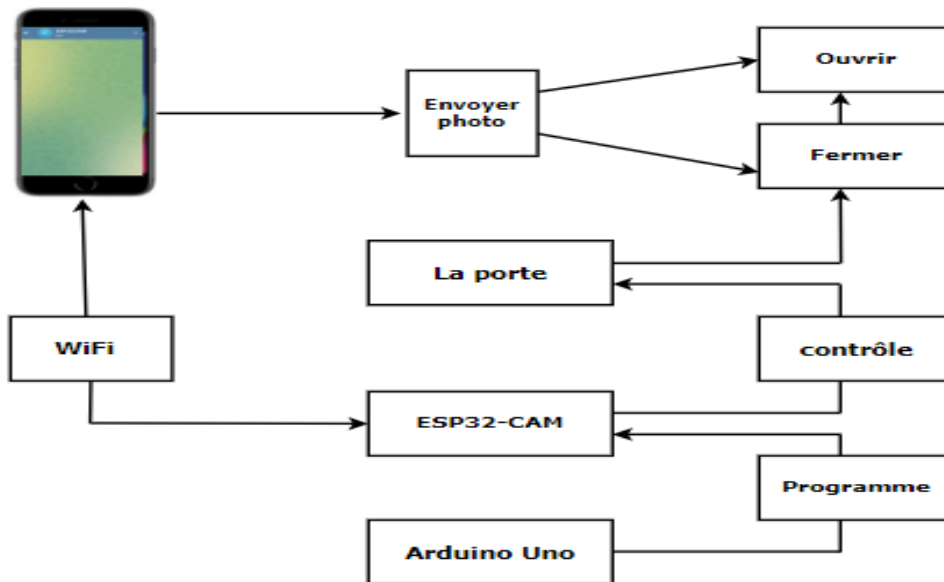 Ouvrir
Envoyer
photo
Fermer
La porte
WiFi
contrôle
ESP32-CAM
Programme
Arduino Uno